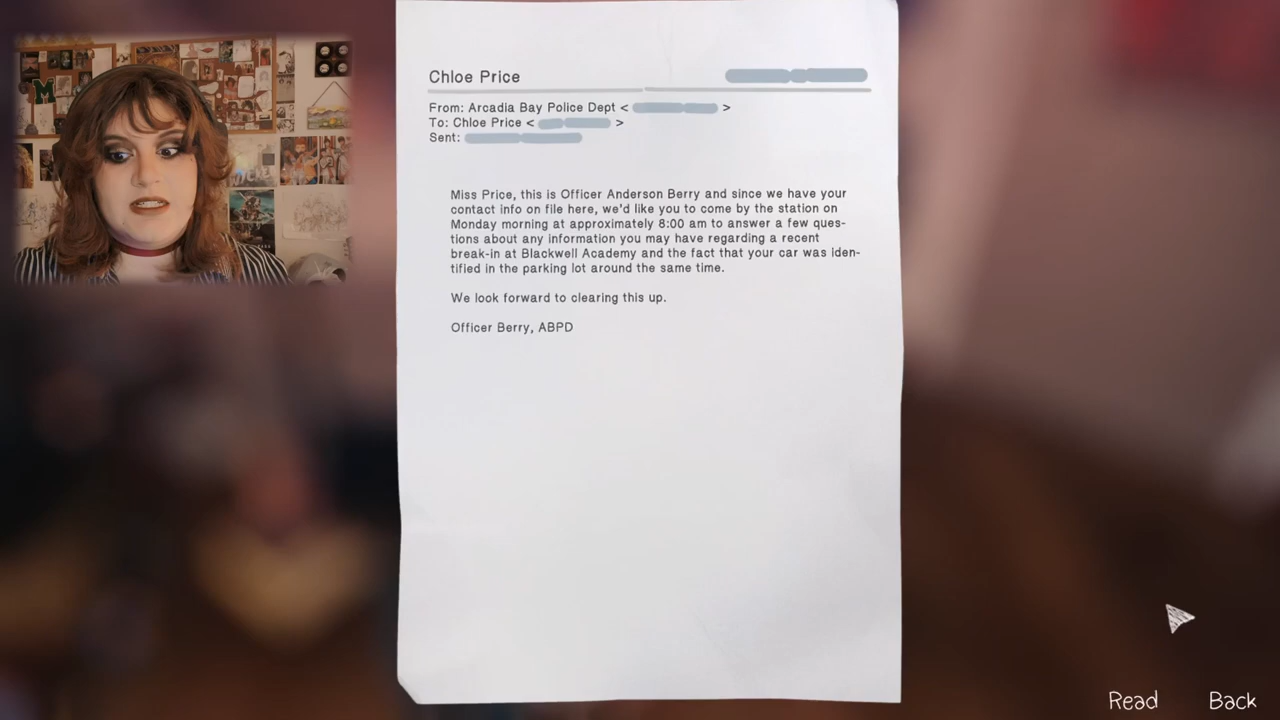 Chloe Price
From: Arcadia Bay Police Dept < >
To: Chloe Price < >
Sent:
Miss Price, this is Officer Anderson Berry and since we have your
contact info on file here, we'd like you to come by the station on
Monday morning at approximately 8:00 am to answer a few ques-
tions about any information you may have regarding a recent
break-in at Blackwell Academy and the fact that your car was iden-
tified in the parking lot around the same time.
We look forward to clearing this up.
Officer Berry, ABPD
Read Back
M